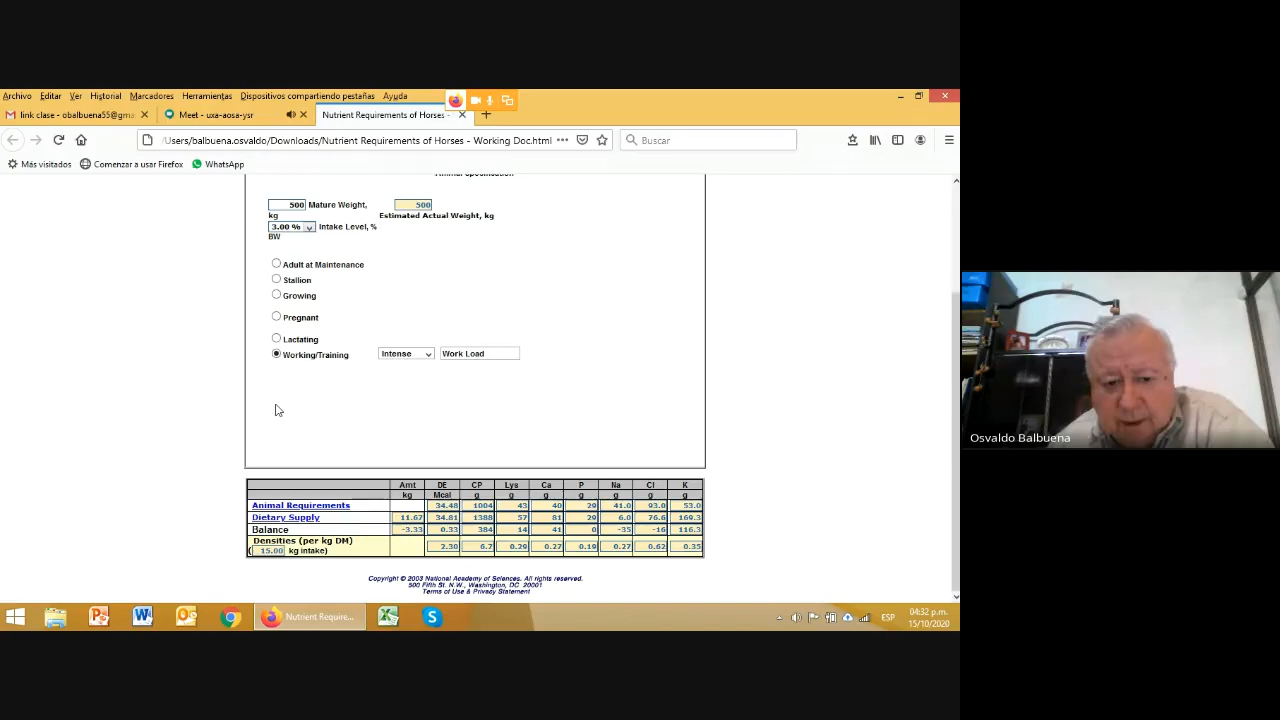 Archivo Editar Ver Historial Marcadores Herramientas Dispositivos compartiendo pestañas Ayuda
link clase - obalbuena55@gma
Meet - uxa-aosa-ysr
Nutrient Requirements of Horses -
/Users/balbuena.osvaldo/Downloads/Nutrient Requirements of Horses - Working Doc.html
Buscar
Más visitados Comenzar a usar Firefox WhatsApp
500 Mature Weight, kg
500 Estimated Actual Weight, kg
3.00 % Intake Level, % BW
Adult at Maintenance
Stallion
Growing
Pregnant
Lactating
Working/Training Intense Work Load
Osvaldo Balbuena
Amt DE CP Lys Ca P Na Cl K
kg Mcal g g g g g g g
Animal Requirements 34.48 1004 43 40 29 41.0 93.0 53.0
Dietary Supply 11.67 34.81 1388 57 81 29 6.0 76.6 169.3
Balance -3.33 0.33 384 14 41 0 -35 -16 116.3
Densities (per kg DM)
( 15.00 kg intake) 2.30 6.7 0.29 0.27 0.19 0.27 0.62 0.35
Copyright © 2003 National Academy of Sciences. All rights reserved.
500 Fifth St. N.W., Washington, DC 20001
Terms of Use & Privacy Statement
Nutrient Require...
ESP
04:32 p.m.
15/10/2020